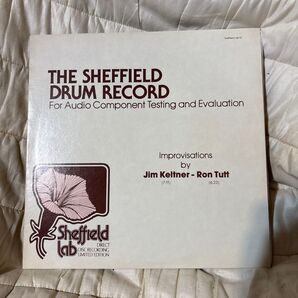 THE SHEFFIELD
DRUM RECORD
For Audio Component Testing and Evaluation
Improvisations
by
Jim Keltner - Ron Tutt
Sheffield
lab
DIRECT
DISC RECORDING
LIMITED EDITION